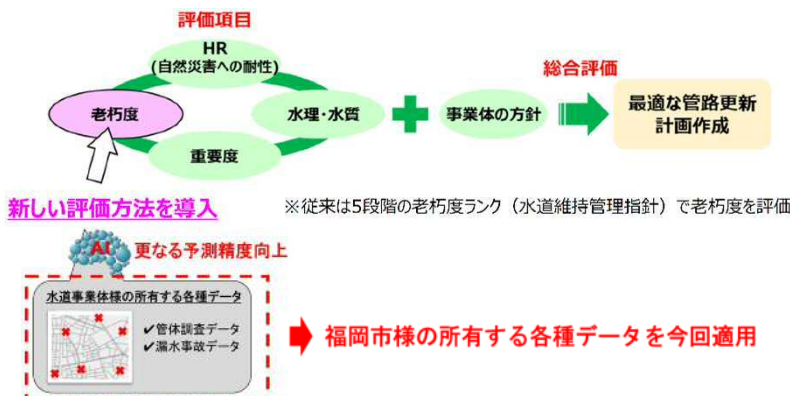 評価項目
HR
(自然災害への耐性)
総合評価
老朽度
水理・水質
事業体の方針
最適な管路更新
計画作成
重要度
新しい評価方法を導入
※従来は5段階の老朽度ランク（水道維持管理指針）で老朽度を評価
AI
更なる予測精度向上
水道事業体様の所有する各種データ
✓管体調査データ
✓漏水事故データ
福岡市様の所有する各種データを今回適用